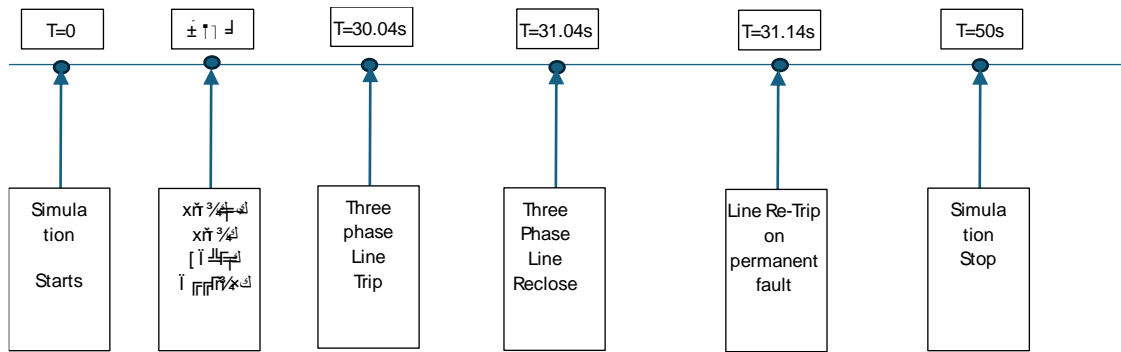 T=0
T=30.04s
T=31.04s
T=31.14s
T=50s
Simula
tion
Starts
Three
phase
Line
Trip
Three
Phase
Line
Reclose
Line Re-Trip
on
permanent
fault
Simula
tion
Stop